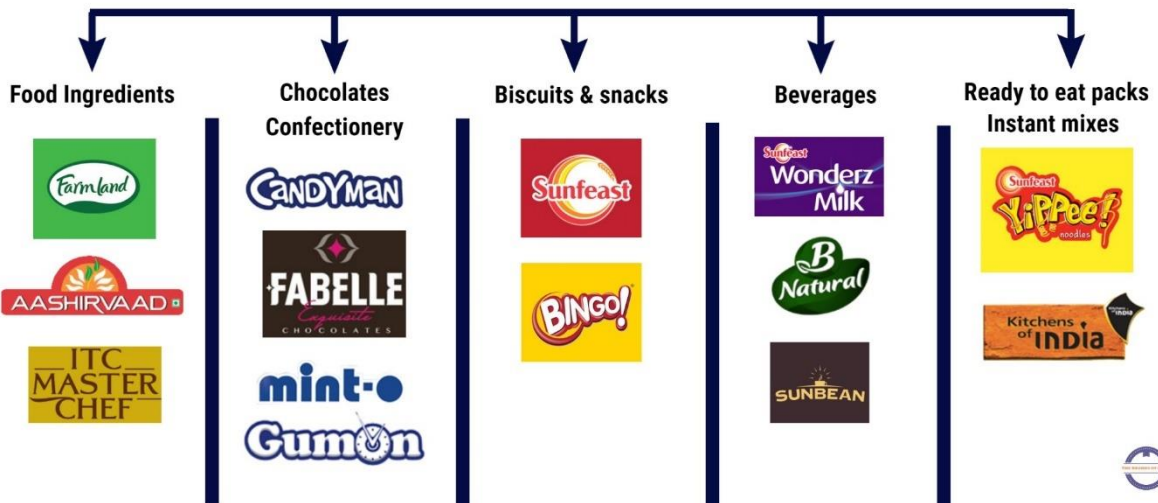 Food Ingredients
Farmland
AASHIRVAAD
ITC
MASTER
CHEF
Chocolates
Confectionery
CANDYMAN
FABELLE
Exquisite
CHOCOLATES
mint-o
Gumon
Biscuits & snacks
Sunfeast
BINGO!
Beverages
Sunfeast
Wonderz
Milk
B
Natural
SUNBEAN
Ready to eat packs
Instant mixes
Sunfeast
YiPPee!
noodles
Kitchens
of INDIA